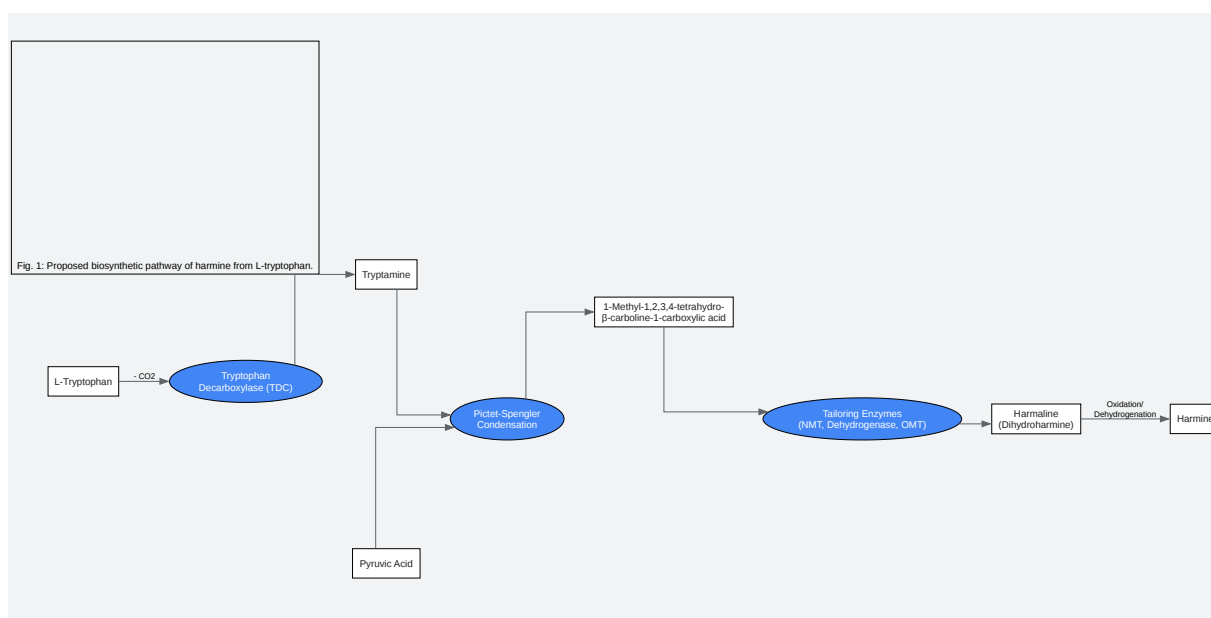 Fig. 1: Proposed biosynthetic pathway of harmine from L-tryptophan.
Tryptamine
L-Tryptophan
- CO2
Tryptophan
Decarboxylase (TDC)
Pyruvic Acid
Pictet-Spengler
Condensation
1-Methyl-1,2,3,4-tetrahydro-
β-carboline-1-carboxylic acid
Tailoring Enzymes
(NMT, Dehydrogenase, OMT)
Harmaline
(Dihydroharmine)
Oxidation/
Dehydrogenation
Harmine